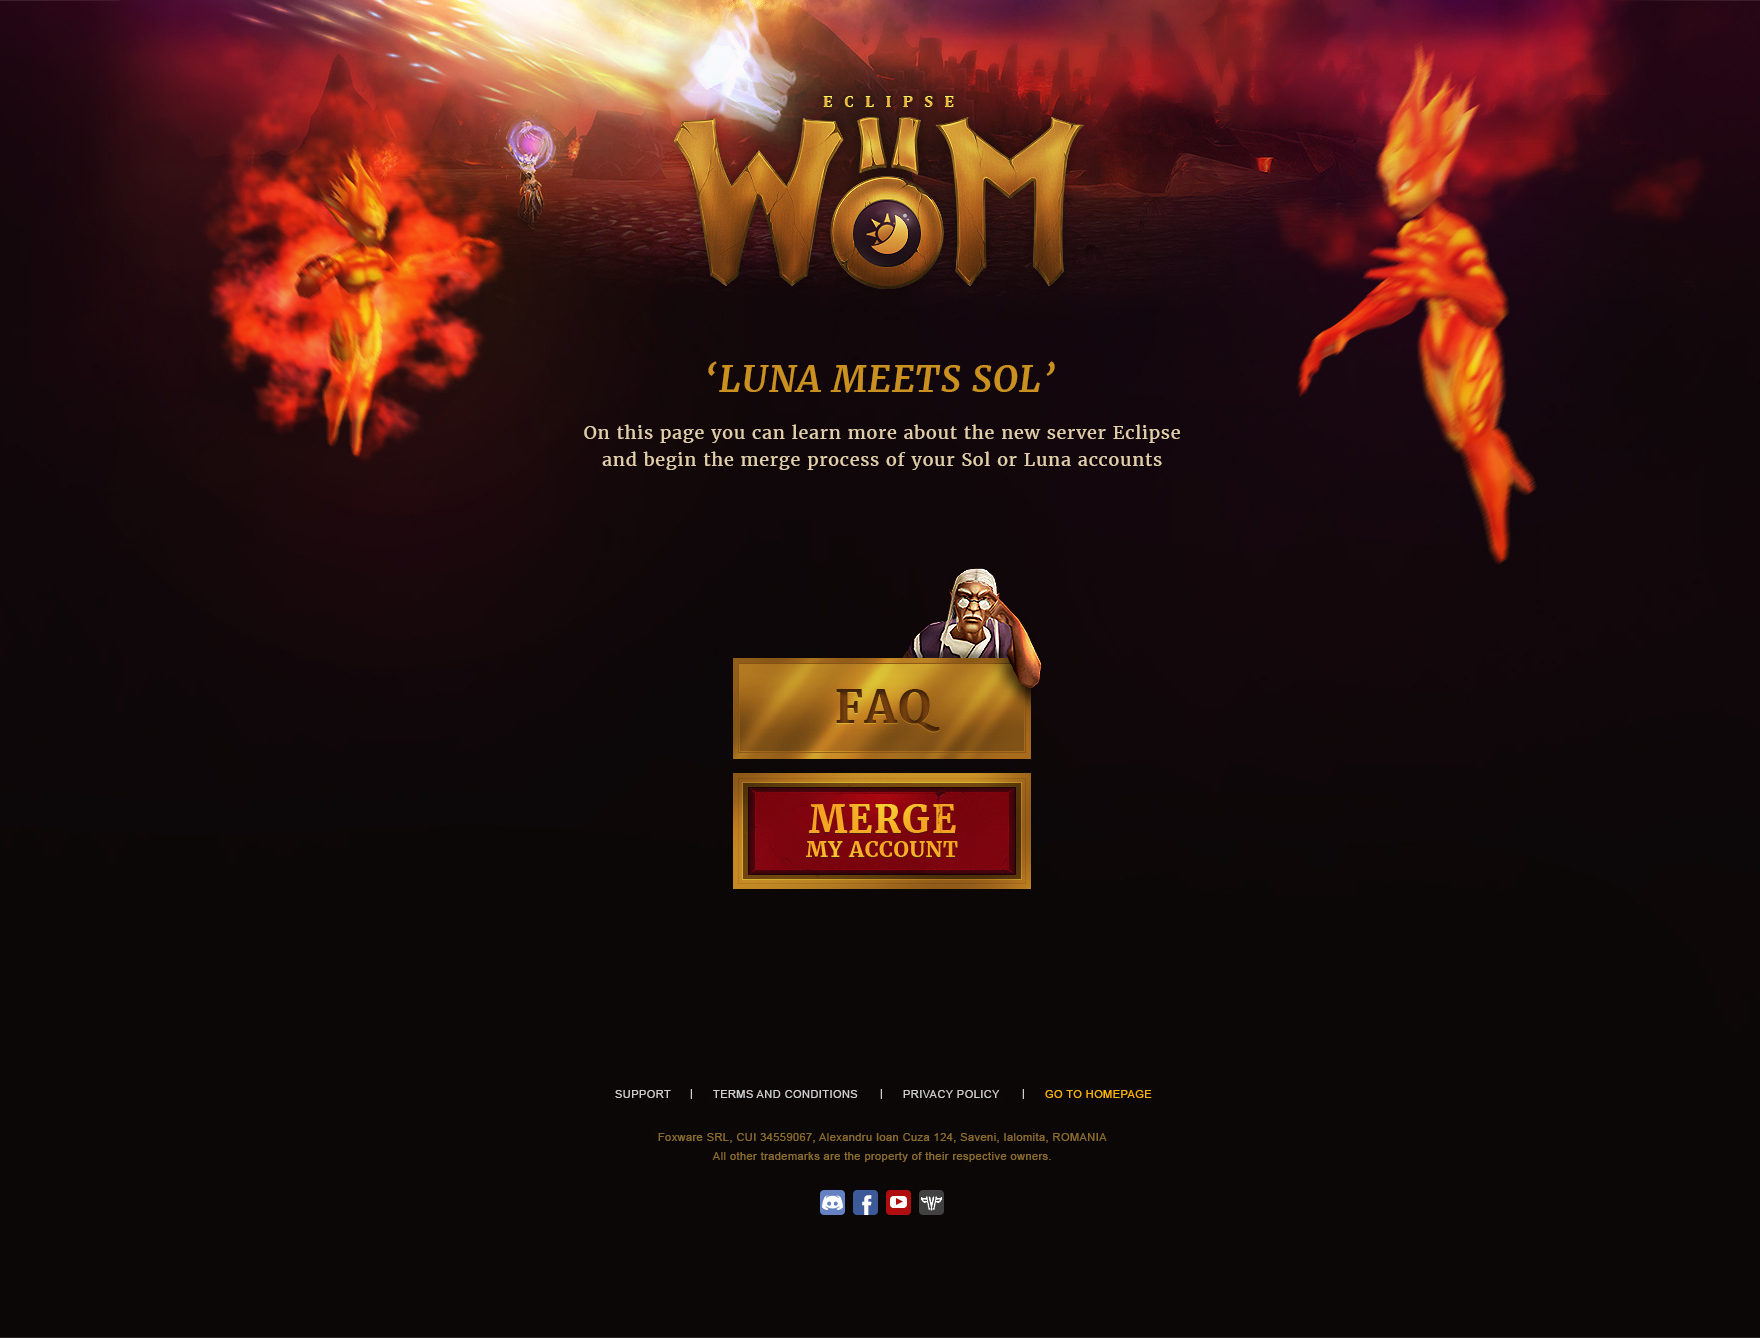 ECLIPSE
WOM
‘LUNA MEETS SOL’
On this page you can learn more about the new server Eclipse
and begin the merge process of your Sol or Luna accounts
FAQ
MERGE
MY ACCOUNT
SUPPORT | TERMS AND CONDITIONS | PRIVACY POLICY | GO TO HOMEPAGE
Foxware SRL, CUI 34559067, Alexandru Ioan Cuza 124, Saveni, Ialomita, ROMANIA
All other trademarks are the property of their respective owners.